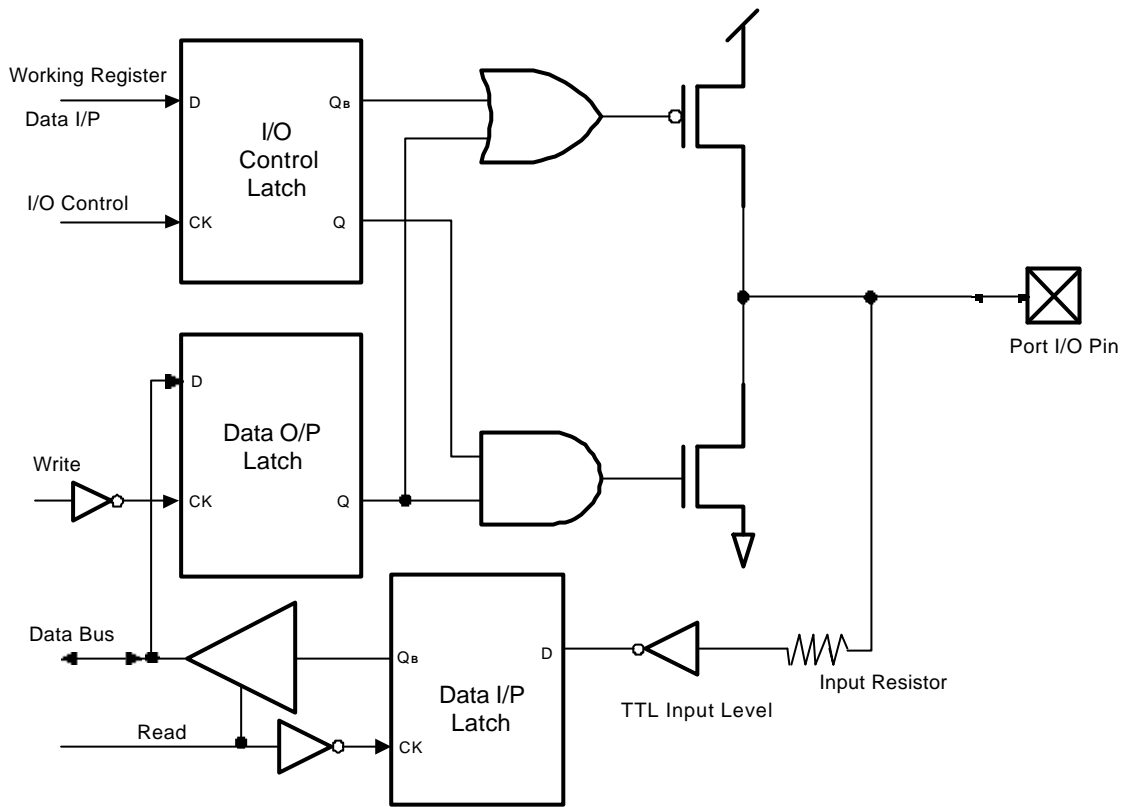 Working Register
Data I/P
I/O Control
D
CK
I/O
Control
Latch
QB
Q
Port I/O Pin
D
Data O/P
Latch
Write
CK
Q
Data Bus
Read
QB
CK
Data I/P
Latch
D
TTL Input Level
Input Resistor